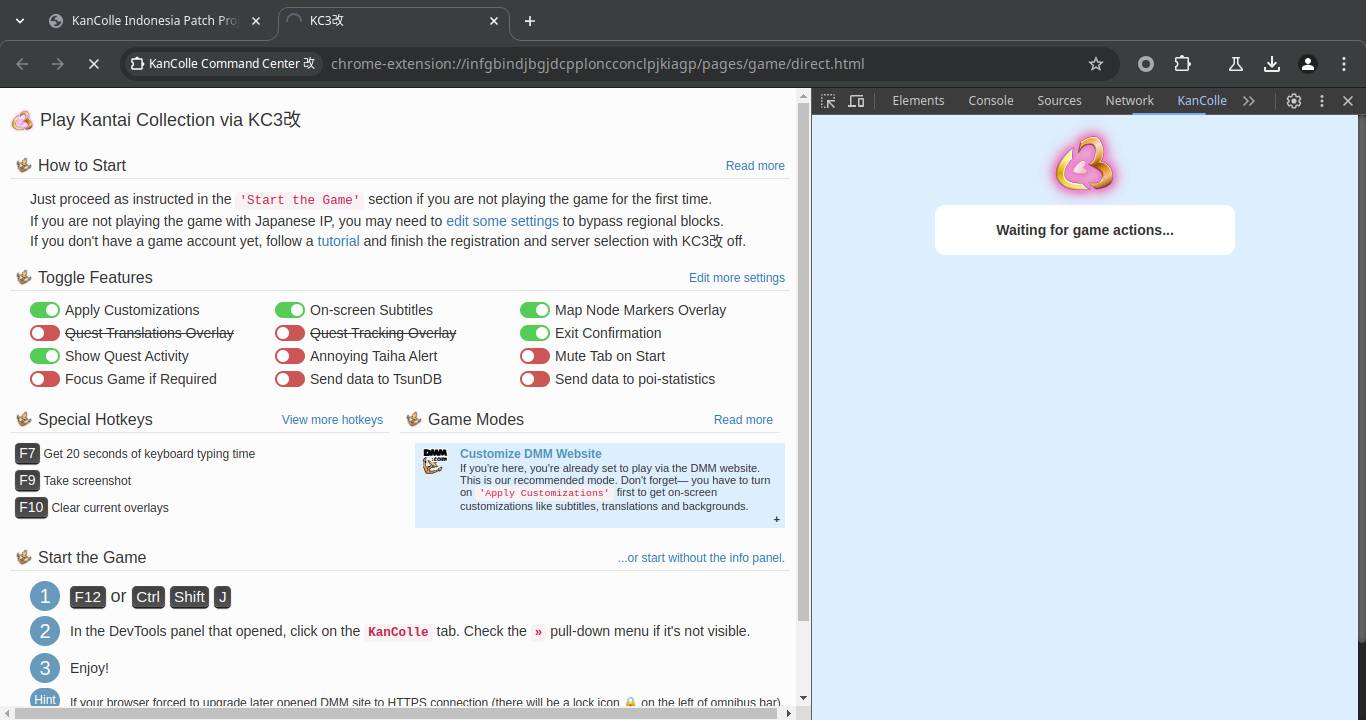 KanColle Indonesia Patch Pro
KC3改
KanColle Command Center 改
chrome-extension://infgbindjbgjdcpploncconclpjkiagp/pages/game/direct.html
Play Kantai Collection via KC3改
How to Start
Read more
Just proceed as instructed in the 'Start the Game' section if you are not playing the game for the first time.
If you are not playing the game with Japanese IP, you may need to edit some settings to bypass regional blocks.
If you don't have a game account yet, follow a tutorial and finish the registration and server selection with KC3改 off.
Toggle Features
Edit more settings
Apply Customizations
On-screen Subtitles
Map Node Markers Overlay
Quest Translations Overlay
Quest Tracking Overlay
Exit Confirmation
Show Quest Activity
Annoying Taiha Alert
Mute Tab on Start
Focus Game if Required
Send data to TsunDB
Send data to poi-statistics
Special Hotkeys
View more hotkeys
F7 Get 20 seconds of keyboard typing time
F9 Take screenshot
F10 Clear current overlays
Game Modes
Read more
DMM.com
Customize DMM Website
If you're here, you're already set to play via the DMM website.
This is our recommended mode. Don't forget— you have to turn
on 'Apply Customizations' first to get on-screen
customizations like subtitles, translations and backgrounds.
+
Start the Game
...or start without the info panel.
1 F12 or Ctrl Shift J
2 In the DevTools panel that opened, click on the KanColle tab. Check the » pull-down menu if it's not visible.
3 Enjoy!
Hint If your browser forced to upgrade later opened DMM site to HTTPS connection (there will be a lock icon 🔒 on the left of omnibus bar),
Elements
Console
Sources
Network
KanColle
Waiting for game actions...